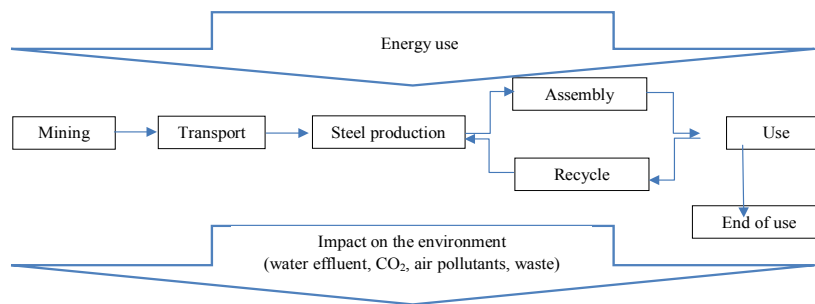 Energy use
Assembly
Mining
Transport
Steel production
Use
Recycle
End of use
Impact on the environment
(water effluent, CO₂, air pollutants, waste)